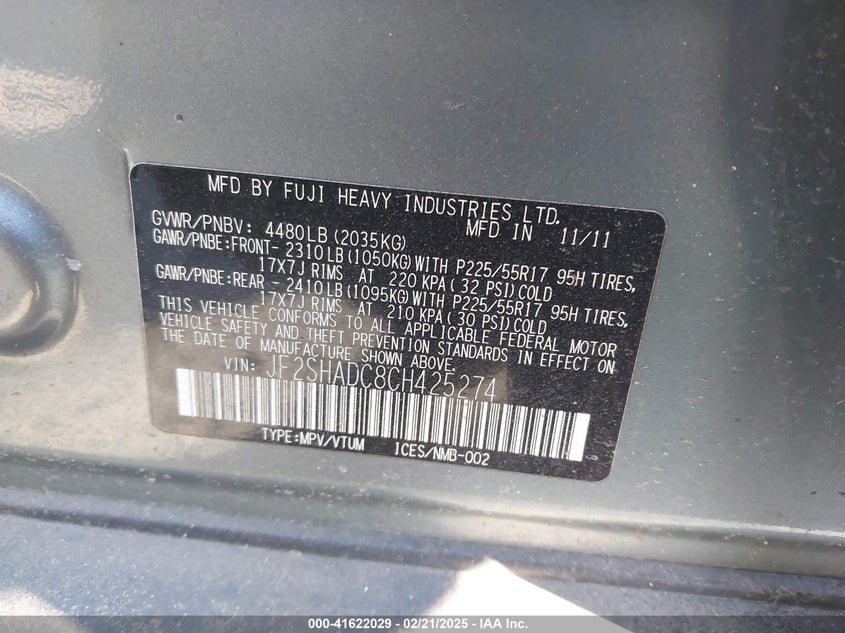 MFD BY FUJI HEAVY INDUSTRIES LTD.
GVWR/PNBV: 4480LB(2035KG) MFD IN 11/11
GAWR/PNBE:FRONT- 2310LB(1050KG)WITH P225/55R17 95H TIRES,
17X7J RIMS AT 220 KPA(32 PSI)COLD
GAWR/PNBE:REAR - 2410LB(1095KG)WITH P225/55R17 95H TIRES,
17X7J RIMS AT 210 KPA(30 PSI)COLD
THIS VEHICLE CONFORMS TO ALL APPLICABLE FEDERAL MOTOR
VEHICLE SAFETY AND THEFT PREVENTION STANDARDS IN EFFECT ON
THE DATE OF MANUFACTURE SHOWN ABOVE.
VIN: JF2SHADC8CH425274
TYPE:MPV/VTUM ICES/NMB-002
000-41622029 - 02/21/2025 - IAA Inc.